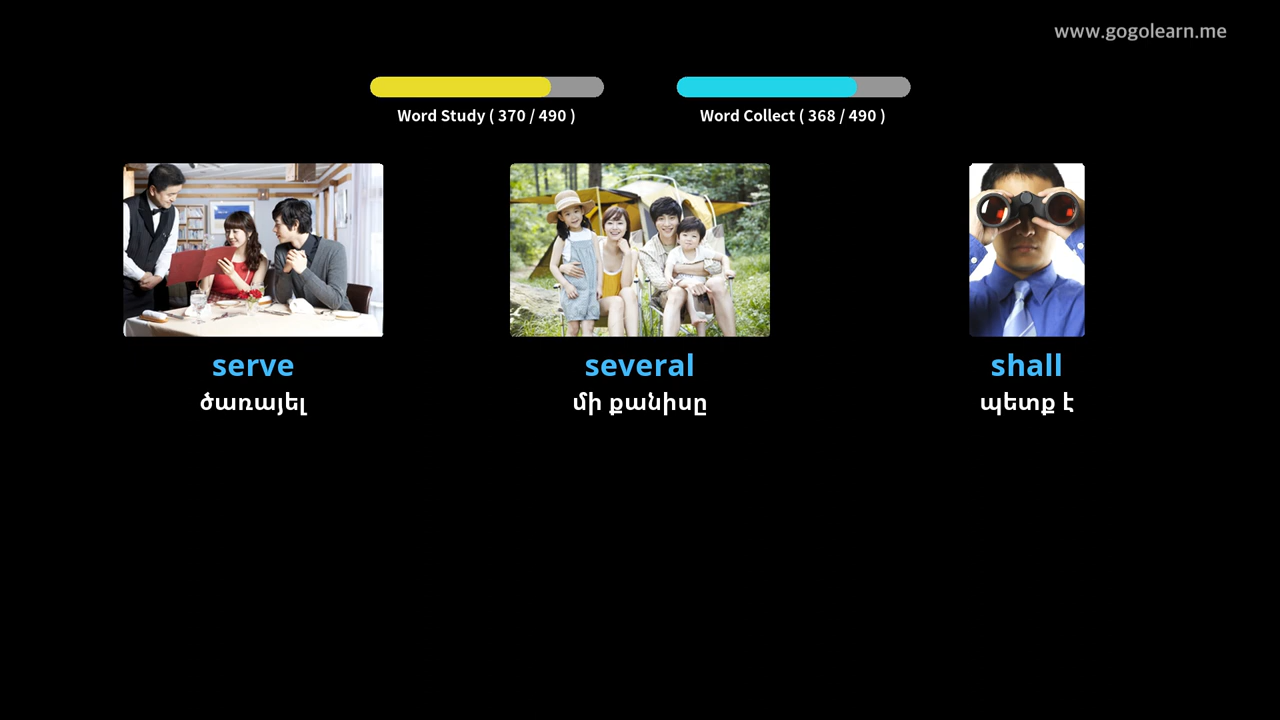 www.gogolearn.me
Word Study ( 370 / 490 )
Word Collect ( 368 / 490 )
serve
ծառայել
several
մի քանիսը
shall
պետք է